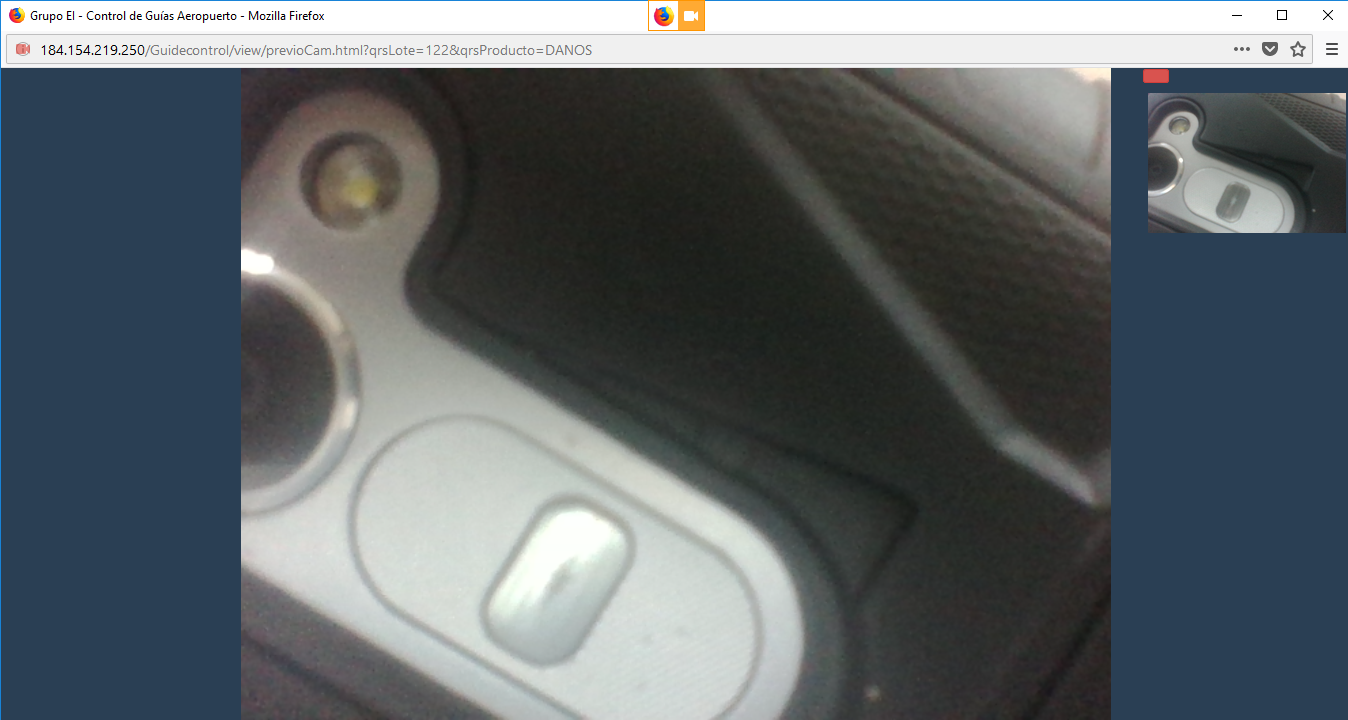 Grupo EI - Control de Guías Aeropuerto - Mozilla Firefox
184.154.219.250/Guidecontrol/view/previoCam.html?qrsLote=122&qrsProducto=DANOS